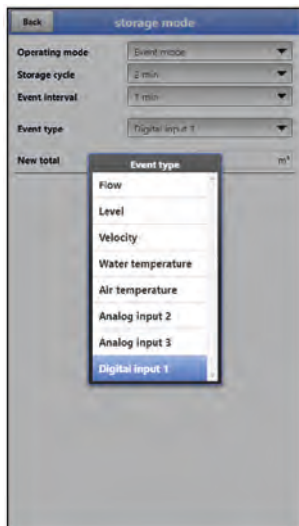 Back storage mode
Operating mode Event mode
Storage cycle 2 min
Event interval 1 min
Event type Digital input 1
New total m³
Event type
Flow
Level
Velocity
Water temperature
Air temperature
Analog input 2
Analog input 3
Digital input 1